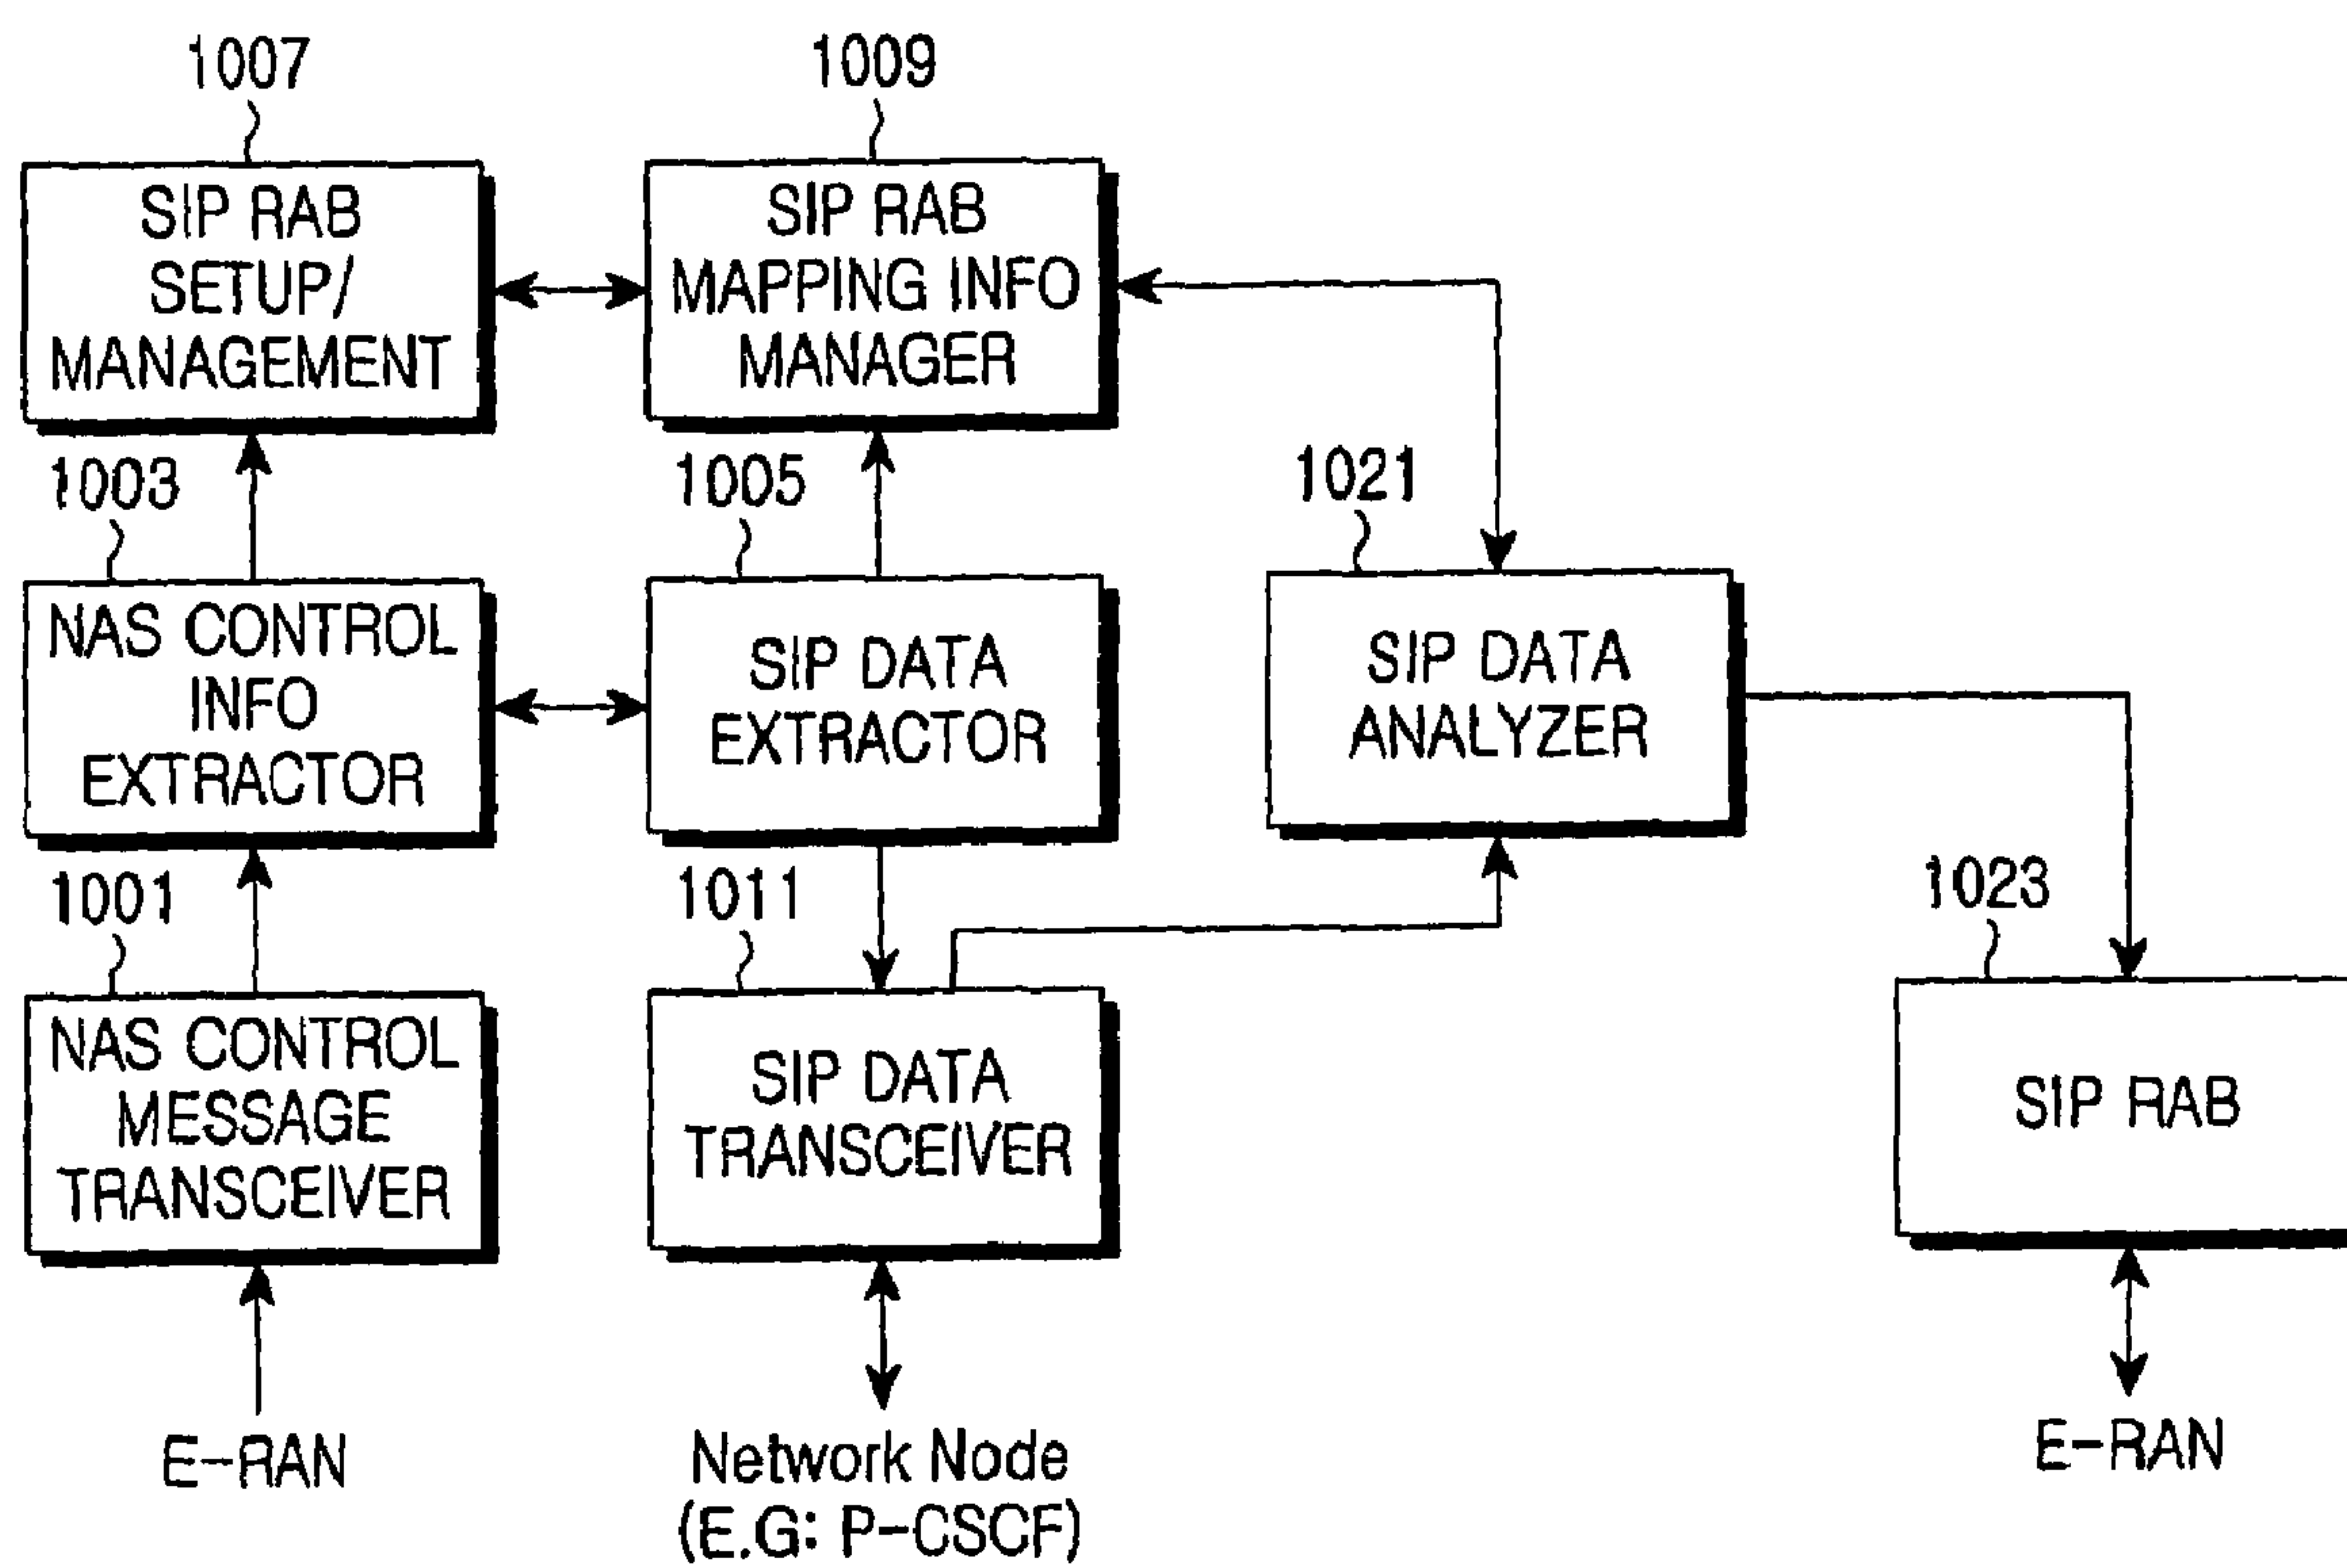 1007
1009
SIP RAB
SETUP/
MANAGEMENT
SIP RAB
MAPPING INFO
MANAGER
1003
1005
1021
NAS CONTROL
INFO
EXTRACTOR
SIP DATA
EXTRACTOR
SIP DATA
ANALYZER
1001
1011
1023
NAS CONTROL
MESSAGE
TRANSCEIVER
SIP DATA
TRANSCEIVER
SIP RAB
E-RAN
Network Node
(E.G: P-CSCF)
E-RAN